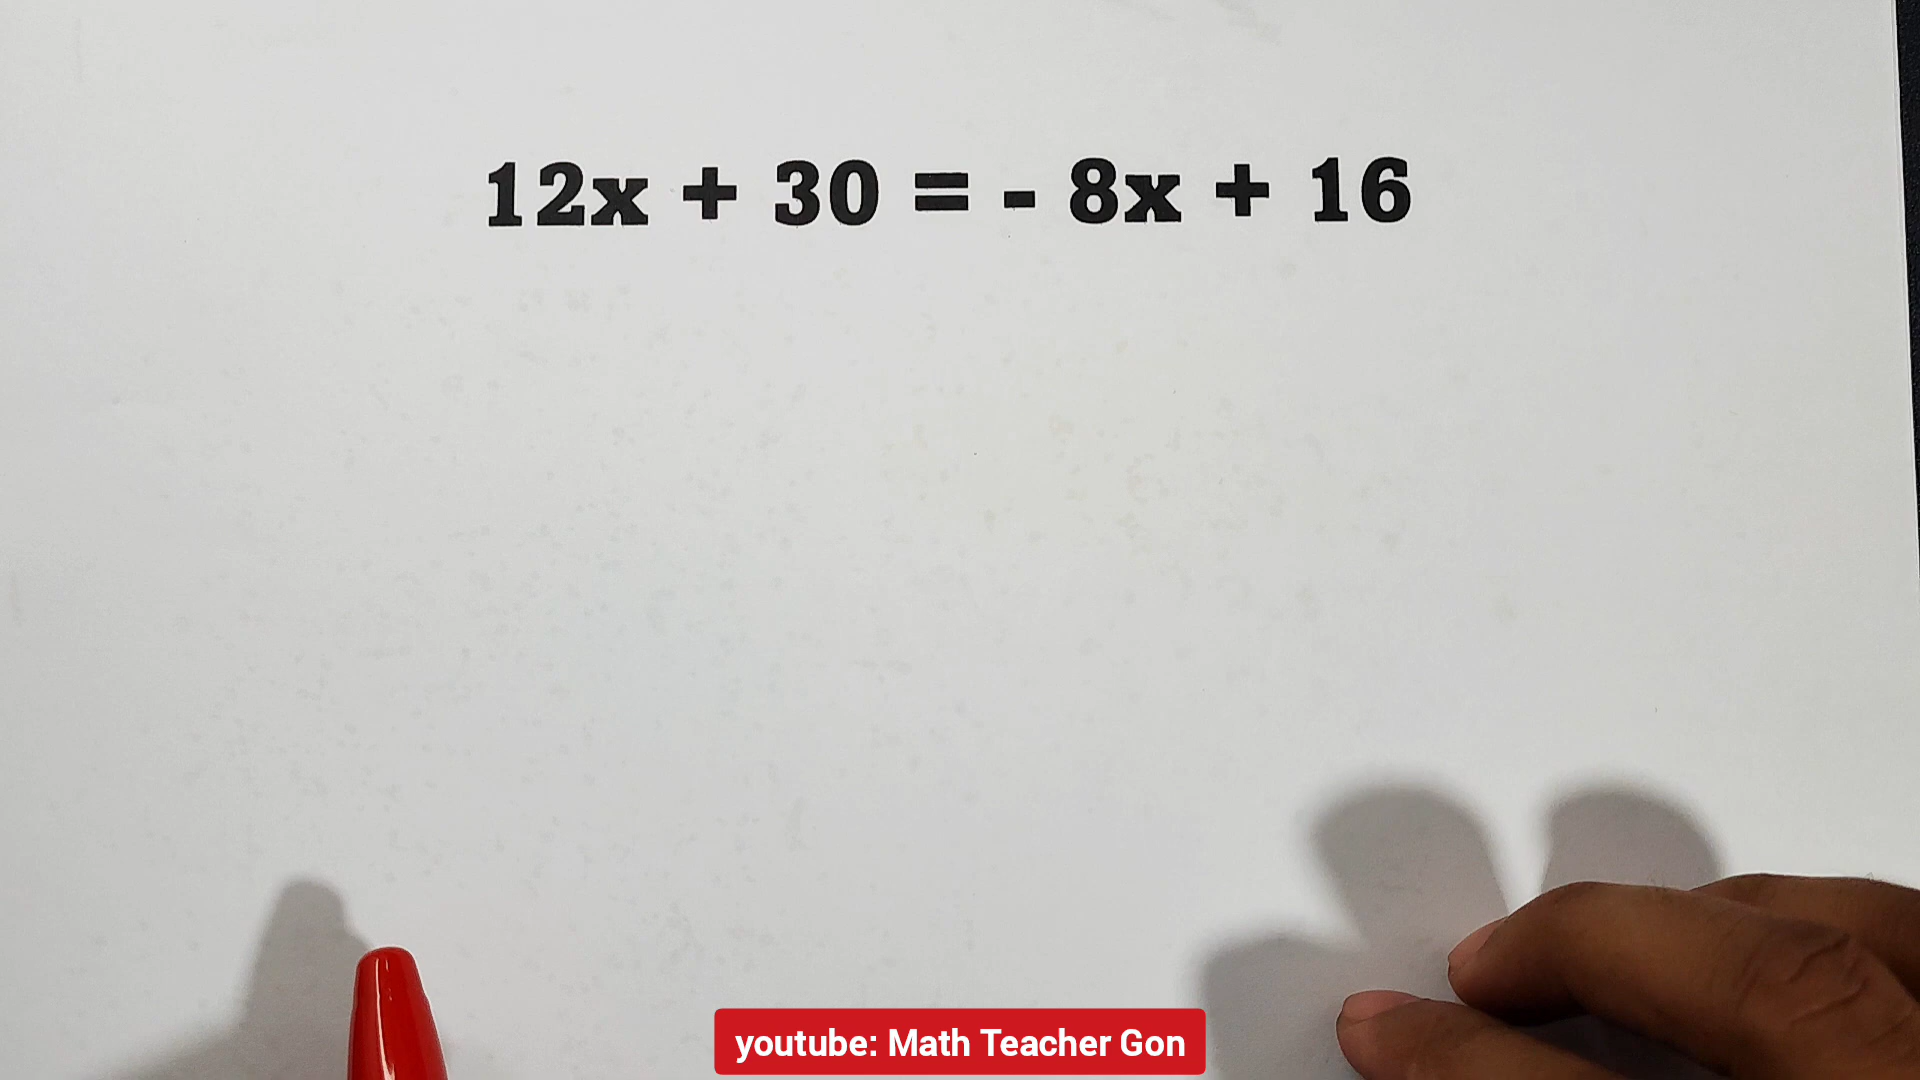 12x + 30 = - 8x + 16
youtube: Math Teacher Gon